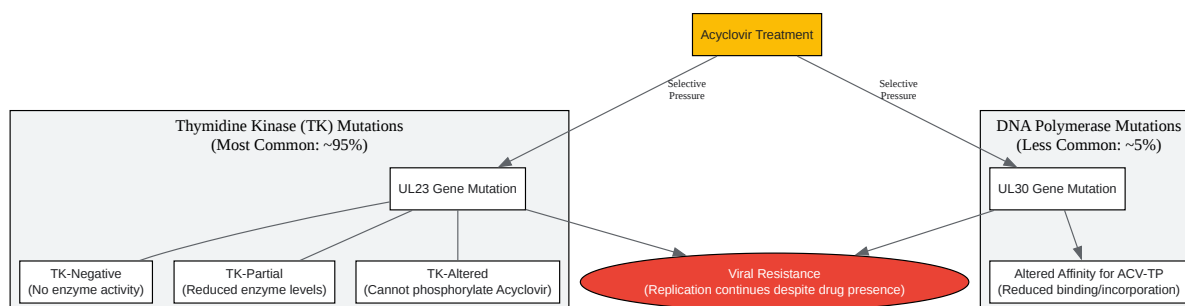 Acyclovir Treatment
Selective
Pressure
Selective
Pressure
Thymidine Kinase (TK) Mutations
(Most Common: ~95%)
DNA Polymerase Mutations
(Less Common: ~5%)
UL23 Gene Mutation
UL30 Gene Mutation
TK-Negative
(No enzyme activity)
TK-Partial
(Reduced enzyme levels)
TK-Altered
(Cannot phosphorylate Acyclovir)
Viral Resistance
(Replication continues despite drug presence)
Altered Affinity for ACV-TP
(Reduced binding/incorporation)